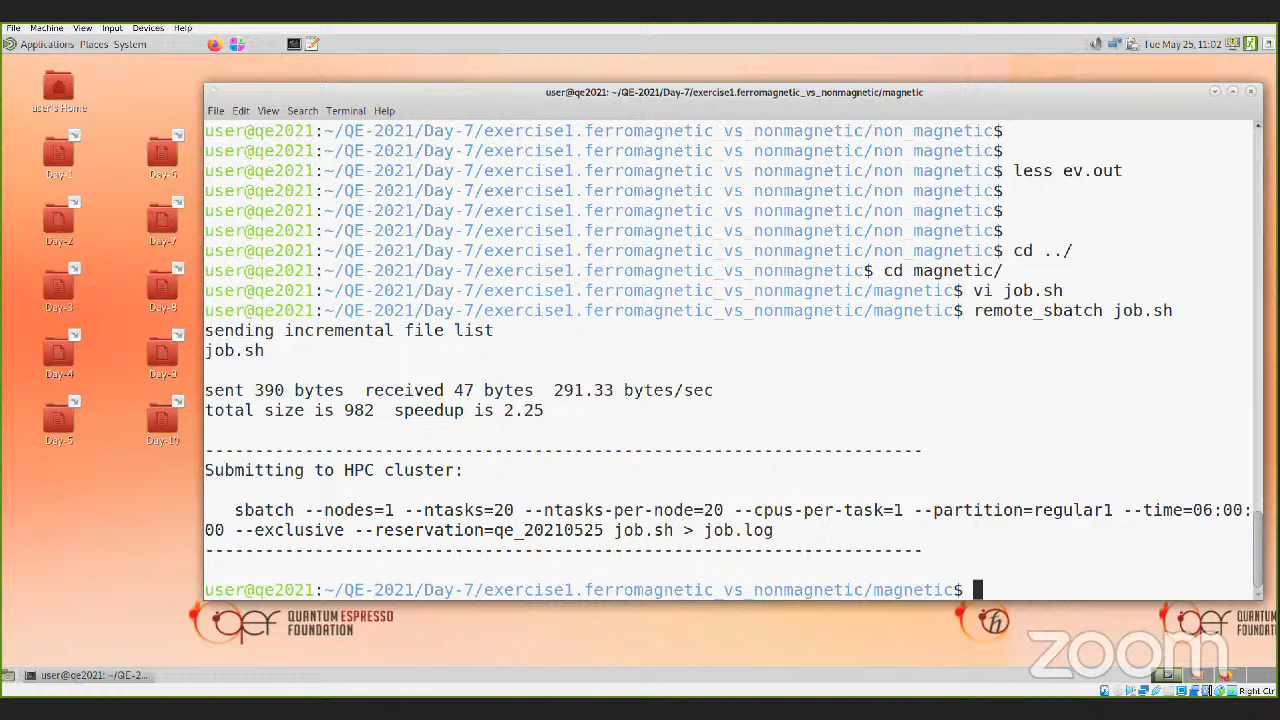 File Machine View Input Devices Help
Applications Places System
Tue May 25, 11:02
user's Home
Day-1
Day-6
Day-2
Day-7
Day-3
Day-8
Day-4
Day-5
Day-10
user@qe2021: ~/QE-2021/Day-7/exercise1.ferromagnetic_vs_nonmagnetic/magnetic
File Edit View Search Terminal Help
user@qe2021:~/QE-2021/Day-7/exercise1.ferromagnetic_vs_nonmagnetic/non_magnetic$
user@qe2021:~/QE-2021/Day-7/exercise1.ferromagnetic_vs_nonmagnetic/non_magnetic$
user@qe2021:~/QE-2021/Day-7/exercise1.ferromagnetic_vs_nonmagnetic/non_magnetic$ less ev.out
user@qe2021:~/QE-2021/Day-7/exercise1.ferromagnetic_vs_nonmagnetic/non_magnetic$
user@qe2021:~/QE-2021/Day-7/exercise1.ferromagnetic_vs_nonmagnetic/non_magnetic$
user@qe2021:~/QE-2021/Day-7/exercise1.ferromagnetic_vs_nonmagnetic/non_magnetic$
user@qe2021:~/QE-2021/Day-7/exercise1.ferromagnetic_vs_nonmagnetic/non_magnetic$ cd ../
user@qe2021:~/QE-2021/Day-7/exercise1.ferromagnetic_vs_nonmagnetic$ cd magnetic/
user@qe2021:~/QE-2021/Day-7/exercise1.ferromagnetic_vs_nonmagnetic/magnetic$ vi job.sh
user@qe2021:~/QE-2021/Day-7/exercise1.ferromagnetic_vs_nonmagnetic/magnetic$ remote_sbatch job.sh
sending incremental file list
job.sh
sent 390 bytes  received 47 bytes  291.33 bytes/sec
total size is 982  speedup is 2.25
------------------------------------------------------------------------
Submitting to HPC cluster:
sbatch --nodes=1 --ntasks=20 --ntasks-per-node=20 --cpus-per-task=1 --partition=regular1 --time=06:00:
00 --exclusive --reservation=qe_20210525 job.sh > job.log
------------------------------------------------------------------------
user@qe2021:~/QE-2021/Day-7/exercise1.ferromagnetic_vs_nonmagnetic/magnetic$
QUANTUM ESPRESSO
FOUNDATION
QUANTUM
FOUNDAT
zoom
user@qe2021: ~/QE-2...
Right Ctrl